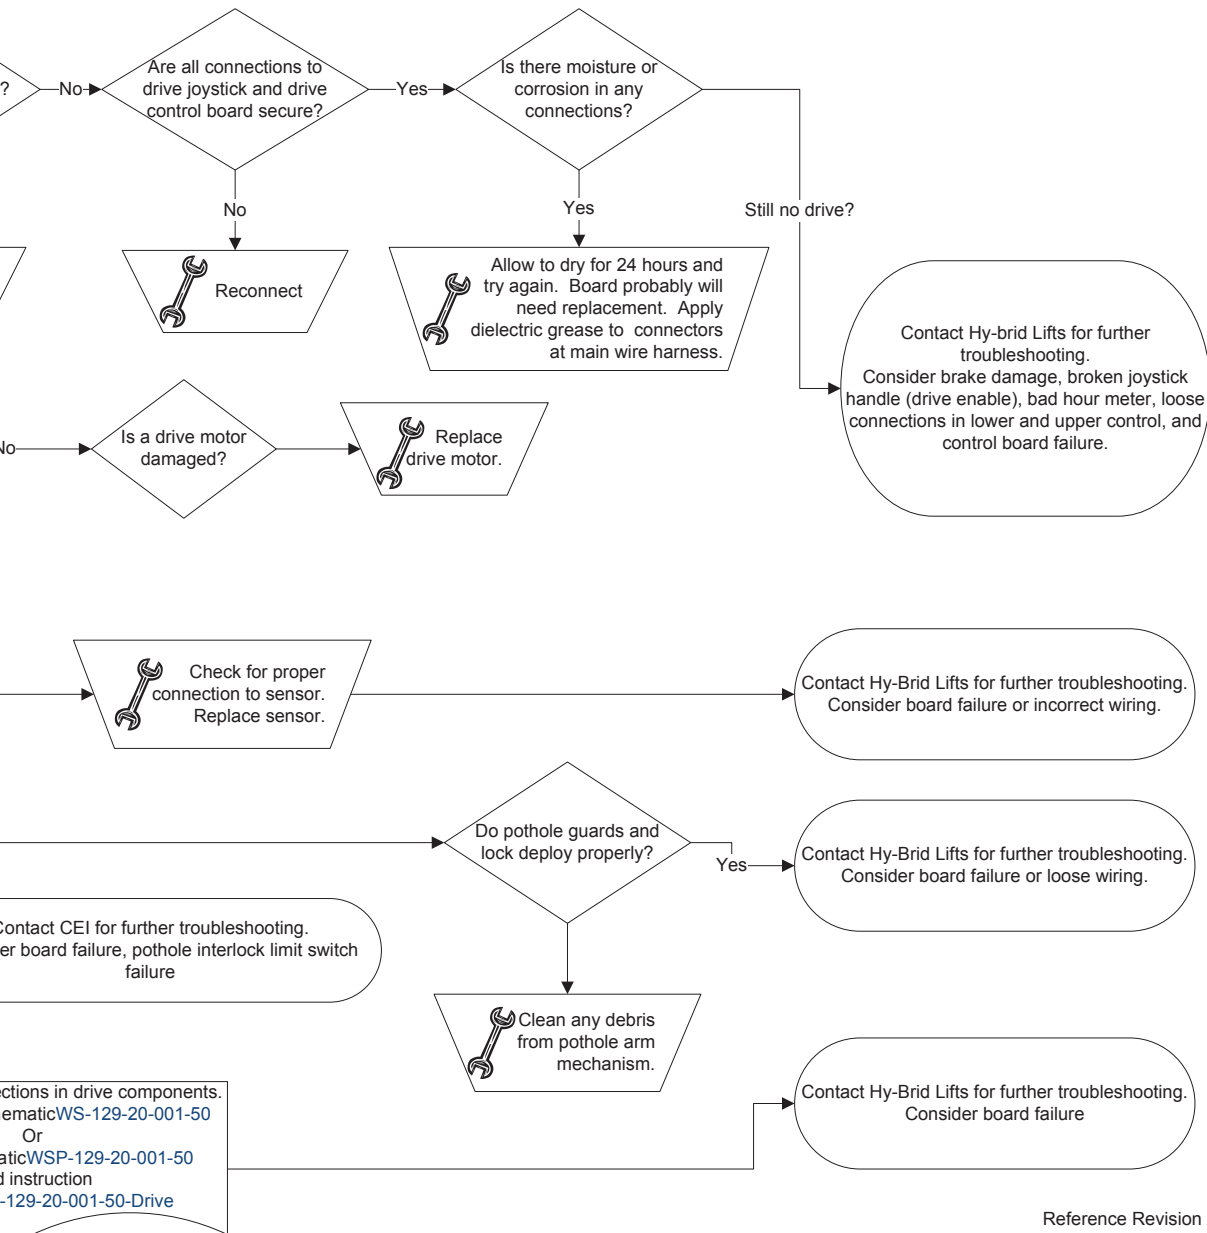 ?
No
Are all connections to
drive joystick and drive
control board secure?
Yes
Is there moisture or
corrosion in any
connections?
No
Yes
Still no drive?
Reconnect
Allow to dry for 24 hours and
try again.  Board probably will
need replacement.  Apply
dielectric grease to  connectors
at main wire harness.
Contact Hy-brid Lifts for further
troubleshooting.
Consider brake damage, broken joystick
handle (drive enable), bad hour meter, loose
connections in lower and upper control, and
control board failure.
No
Is a drive motor
damaged?
Replace
drive motor.
Check for proper
connection to sensor.
Replace sensor.
Contact Hy-Brid Lifts for further troubleshooting.
Consider board failure or incorrect wiring.
Do pothole guards and
lock deploy properly?
Yes
Contact Hy-Brid Lifts for further troubleshooting.
Consider board failure or loose wiring.
Contact CEI for further troubleshooting.
er board failure, pothole interlock limit switch
failure
Clean any debris
from pothole arm
mechanism.
ections in drive components.
ematicWS-129-20-001-50
Or
aticWSP-129-20-001-50
d instruction
-129-20-001-50-Drive
Contact Hy-Brid Lifts for further troubleshooting.
Consider board failure
Reference Revision